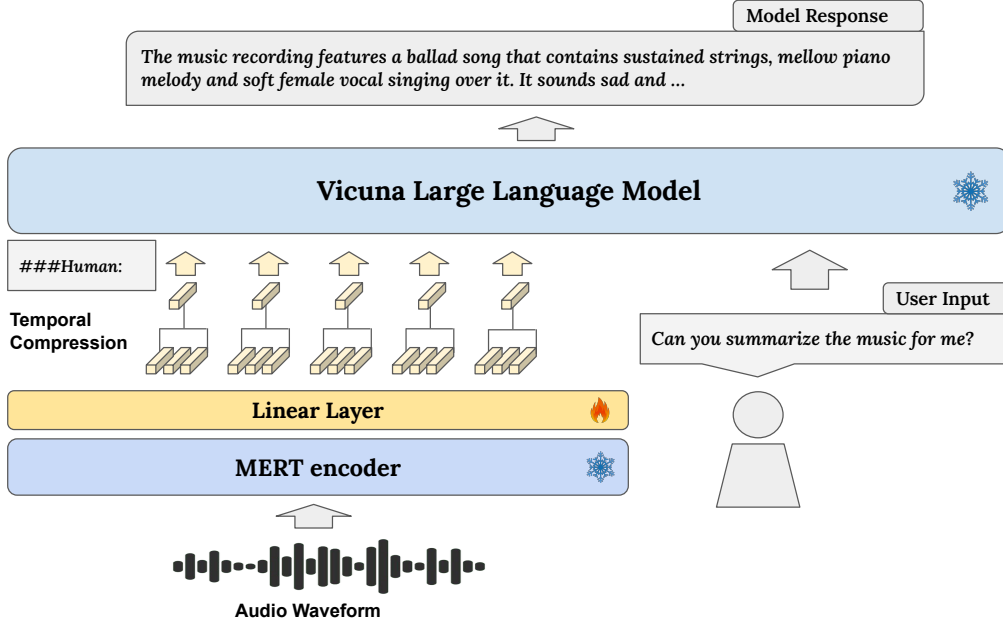 Model Response
The music recording features a ballad song that contains sustained strings, mellow piano
melody and soft female vocal singing over it. It sounds sad and ...
Vicuna Large Language Model
###Human:
User Input
Temporal
Compression
Can you summarize the music for me?
Linear Layer
MERT encoder
Audio Waveform